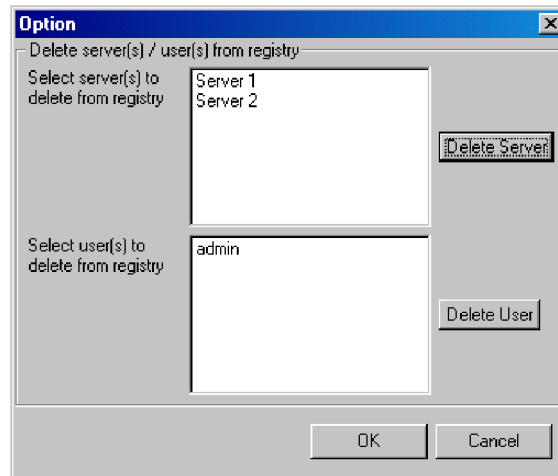 Option
Delete server(s) / user(s) from registry
Select server(s) to
delete from registry
Server 1
Server 2
Delete Server
Select user(s) to
delete from registry
admin
Delete User
OK
Cancel